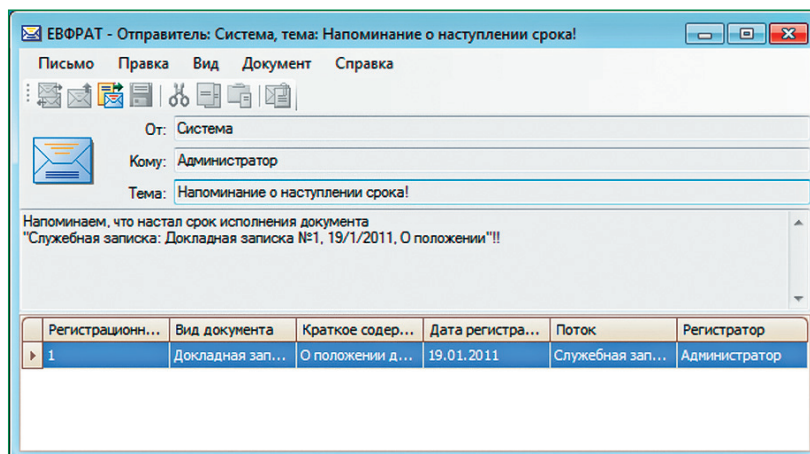 ЕВФРАТ - Отправитель: Система, тема: Напоминание о наступлении срока!
Письмо Правка Вид Документ Справка
От: Система
Кому: Администратор
Тема: Напоминание о наступлении срока!
Напоминаем, что настал срок исполнения документа
"Служебная записка: Докладная записка №1, 19/1/2011, О положении"!!
Регистрационн... Вид документа Краткое содер... Дата регистра... Поток Регистратор
1 Докладная зап... О положении д... 19.01.2011 Служебная зап... Администратор